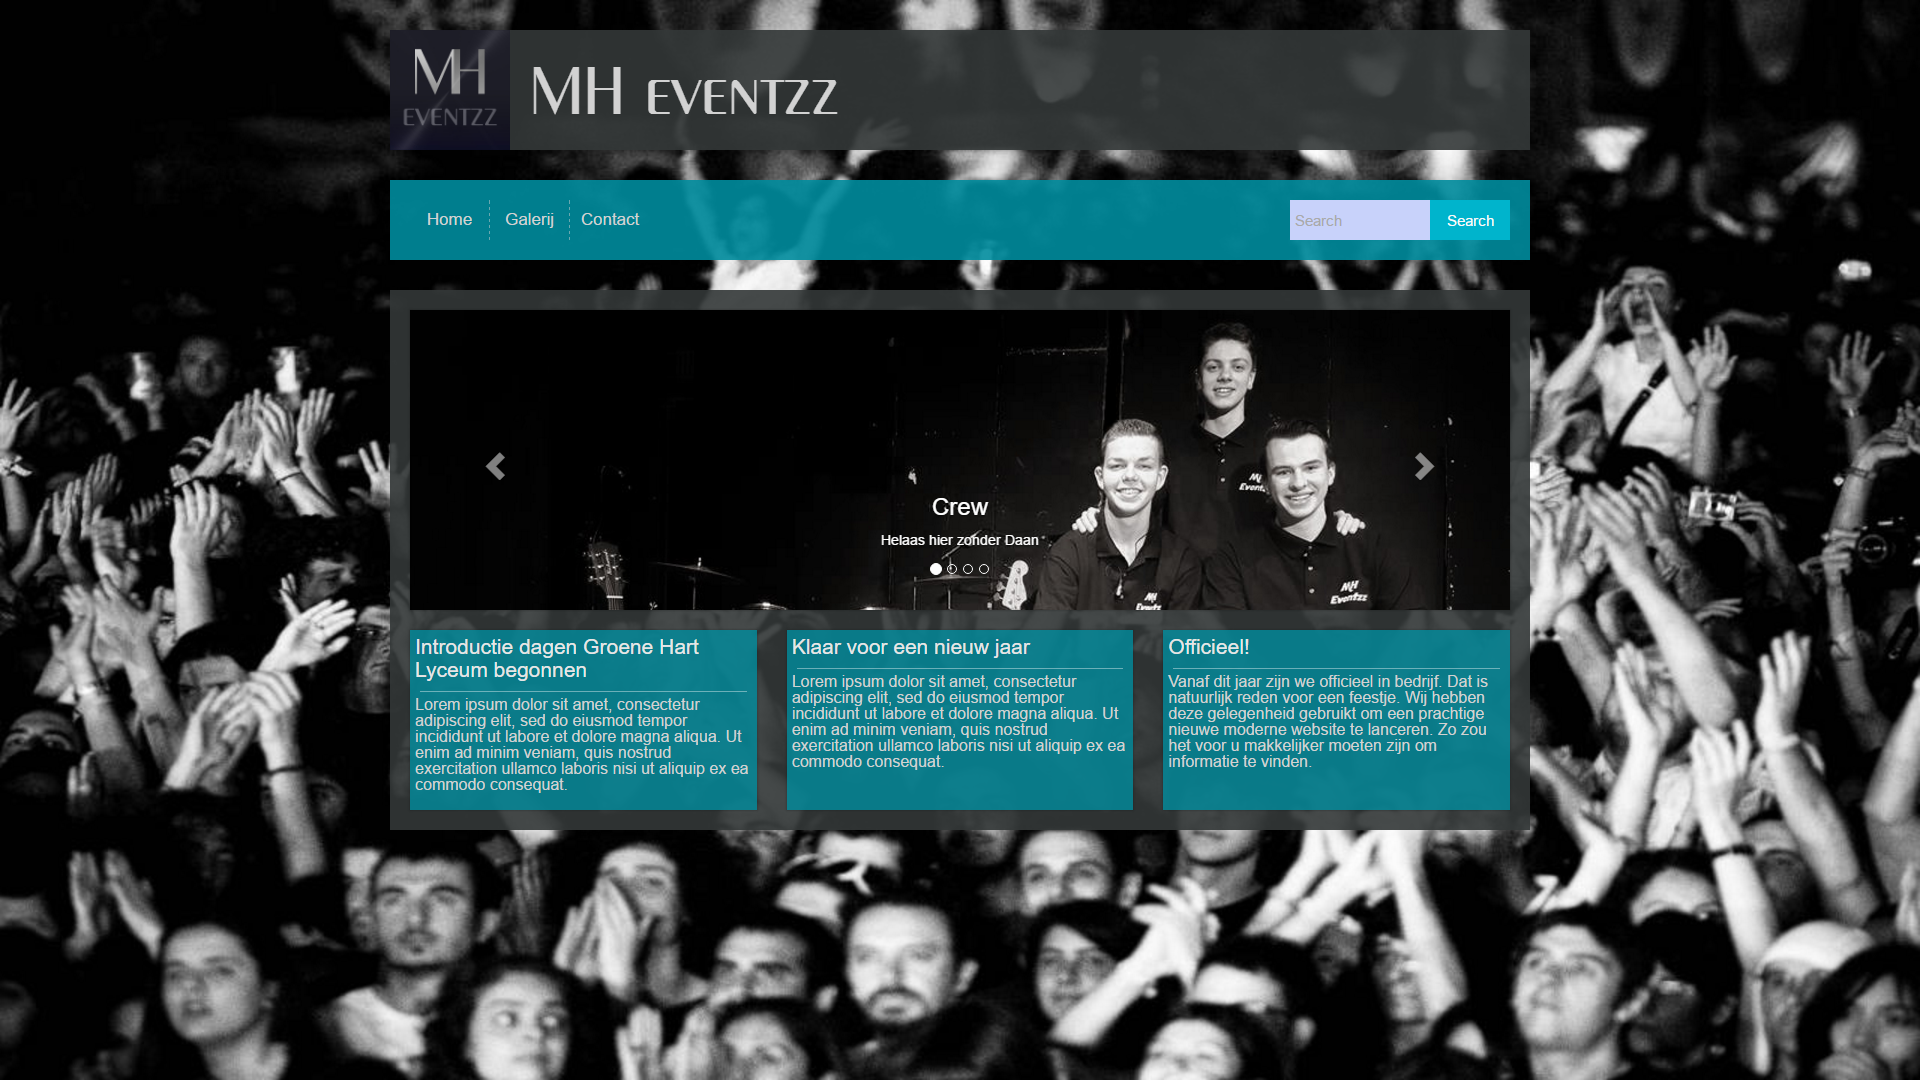 MH
EVENTZZ
MH EVENTZZ
Home
Galerij
Contact
Search
Search
MH
Eventzz
MH
Eventzz
Crew
Helaas hier zonder Daan
Introductie dagen Groene Hart
Lyceum begonnen
Lorem ipsum dolor sit amet, consectetur
adipiscing elit, sed do eiusmod tempor
incididunt ut labore et dolore magna aliqua. Ut
enim ad minim veniam, quis nostrud
exercitation ullamco laboris nisi ut aliquip ex ea
commodo consequat.
Klaar voor een nieuw jaar
Lorem ipsum dolor sit amet, consectetur
adipiscing elit, sed do eiusmod tempor
incididunt ut labore et dolore magna aliqua. Ut
enim ad minim veniam, quis nostrud
exercitation ullamco laboris nisi ut aliquip ex ea
commodo consequat.
Officieel!
Vanaf dit jaar zijn we officieel in bedrijf. Dat is
natuurlijk reden voor een feestje. Wij hebben
deze gelegenheid gebruikt om een prachtige
nieuwe moderne website te lanceren. Zo zou
het voor u makkelijker moeten zijn om
informatie te vinden.